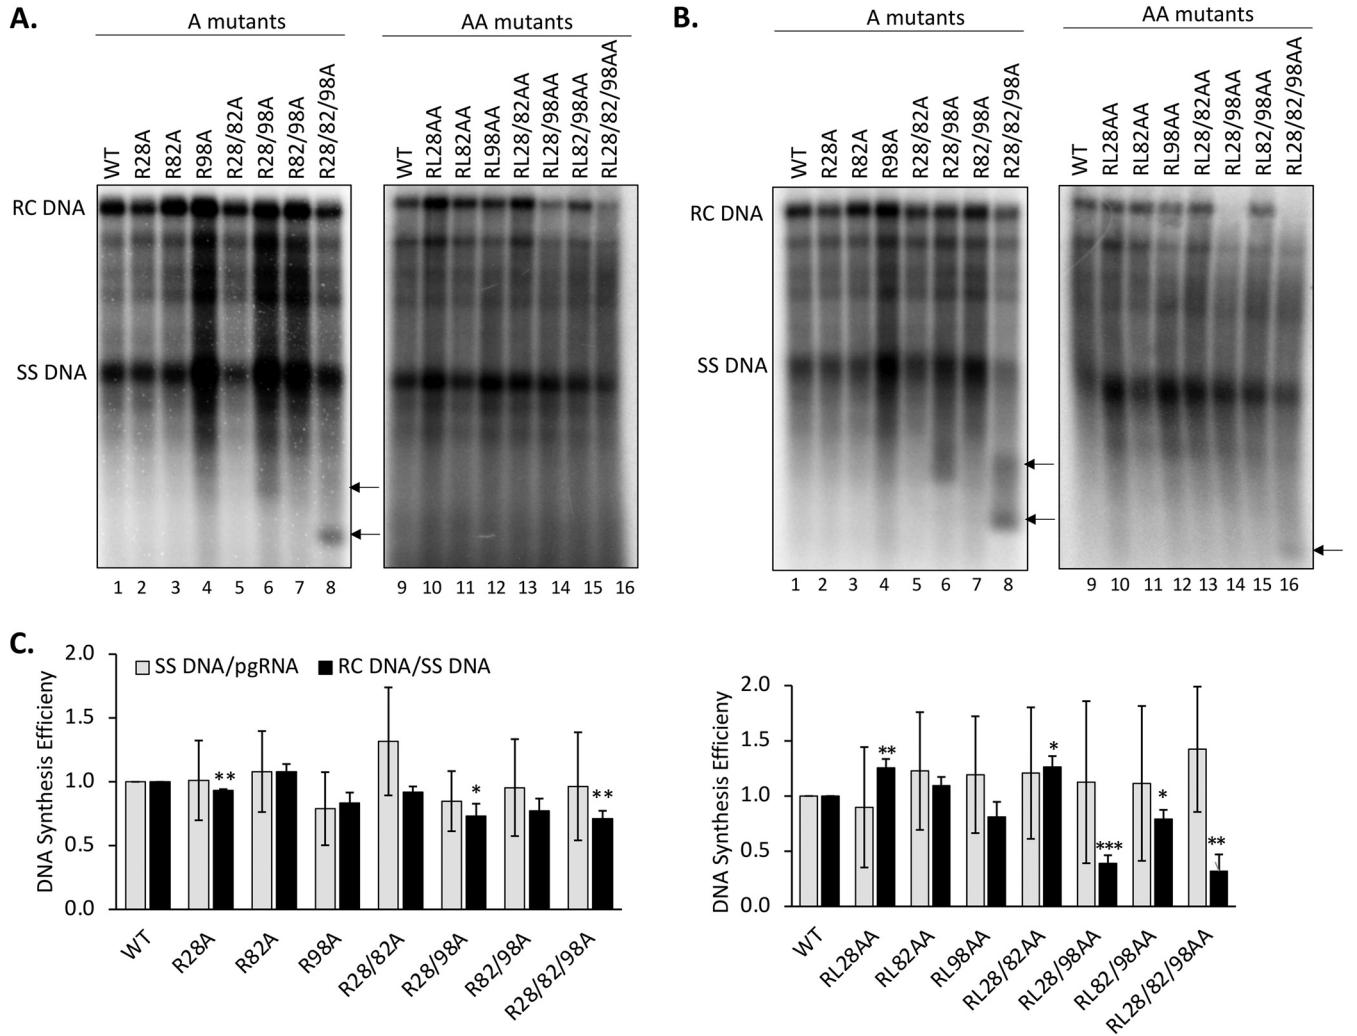 A.
A mutants
AA mutants
WT
R28A
R82A
R98A
R28/82A
R28/98A
R82/98A
R28/82/98A
WT
RL28AA
RL82AA
RL98AA
RL28/82AA
RL28/98AA
RL82/98AA
RL28/82/98AA
RC DNA
SS DNA
1 2 3 4 5 6 7 8
9 10 11 12 13 14 15 16
B.
A mutants
AA mutants
WT
R28A
R82A
R98A
R28/82A
R28/98A
R82/98A
R28/82/98A
WT
RL28AA
RL82AA
RL98AA
RL28/82AA
RL28/98AA
RL82/98AA
RL28/82/98AA
RC DNA
SS DNA
1 2 3 4 5 6 7 8
9 10 11 12 13 14 15 16
C.
DNA Synthesis Efficieny
2.0
1.5
1.0
0.5
0.0
SS DNA/pgRNA
RC DNA/SS DNA
**
*
**
WT
R28A
R82A
R98A
R28/82A
R28/98A
R82/98A
R28/82/98A
DNA Synthesis Efficieny
2.0
1.5
1.0
0.5
0.0
**
*
***
*
**
WT
RL28AA
RL82AA
RL98AA
RL28/82AA
RL28/98AA
RL82/98AA
RL28/82/98AA